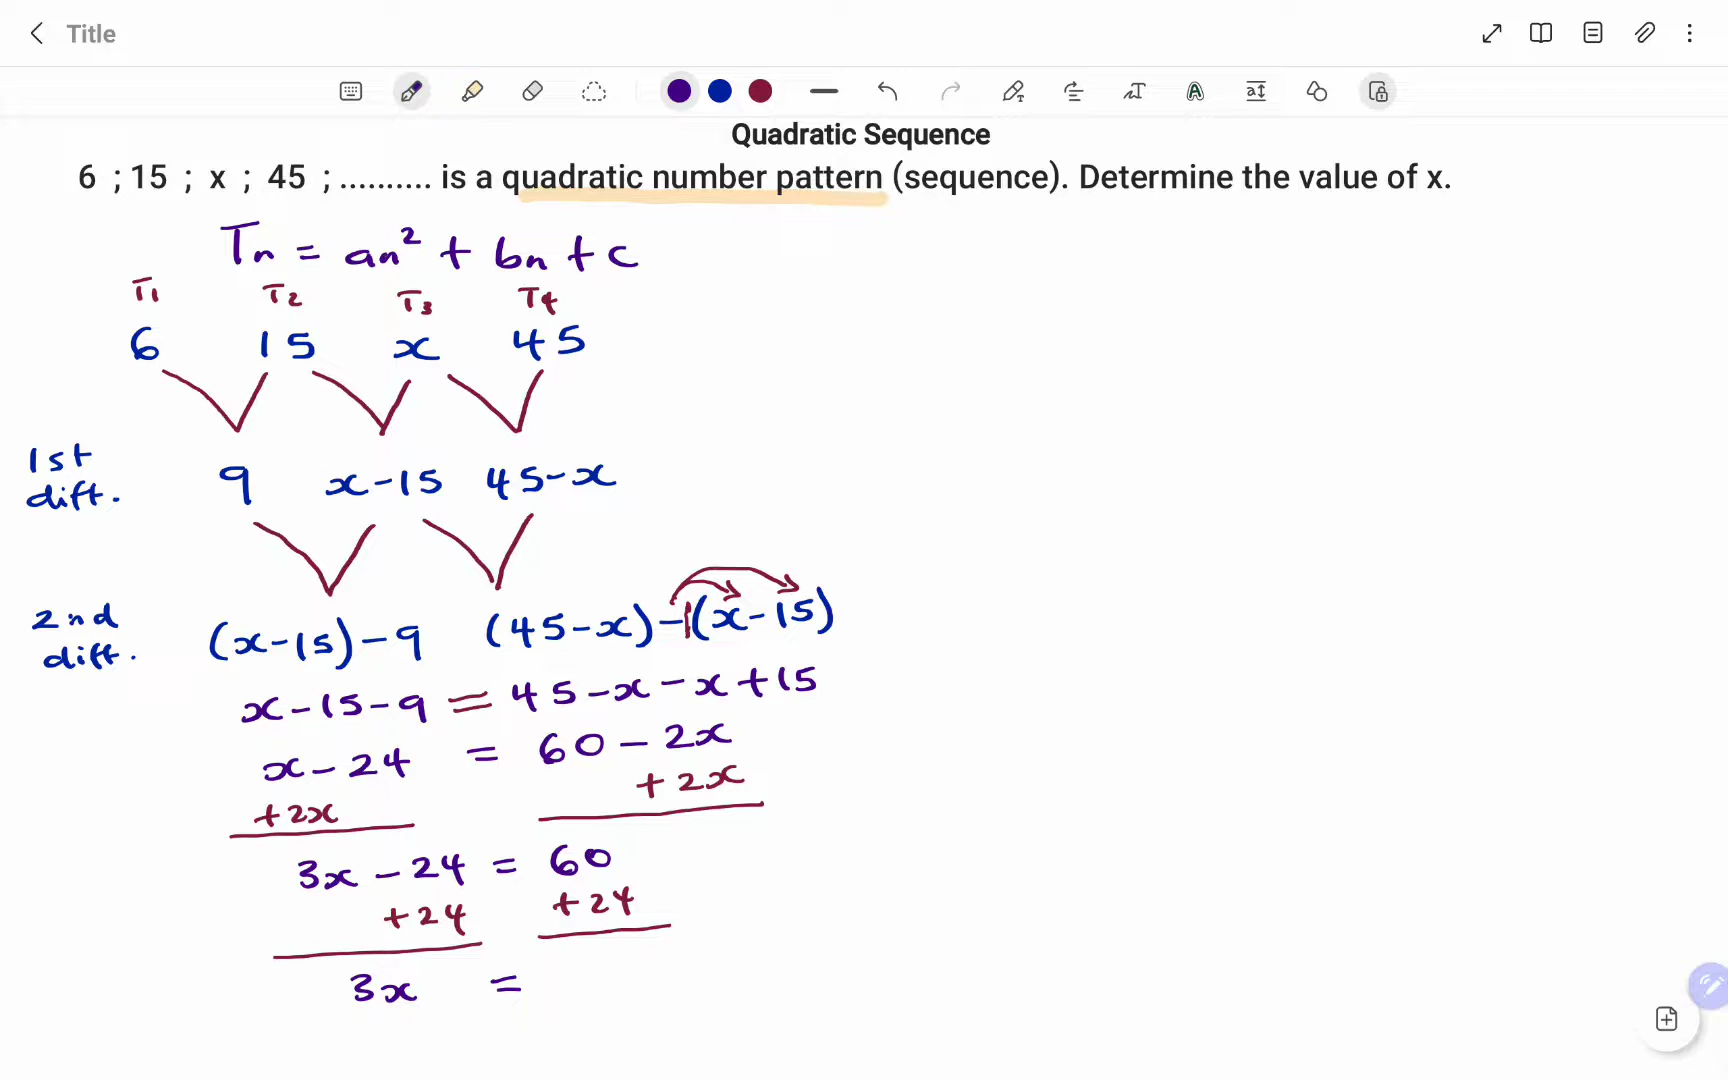 Title
Quadratic Sequence
6 ; 15 ; x ; 45 ; .......... is a quadratic number pattern (sequence). Determine the value of x.
Tn = an² + bn + c
T1 T2 T3 T4
6 15 x 45
1st diff. 9 x-15 45-x
2nd diff. (x-15)-9 (45-x)-1(x-15)
x-15-9 = 45-x-x+15
x-24 = 60-2x
+2x +2x
3x-24 = 60
+24 +24
3x =